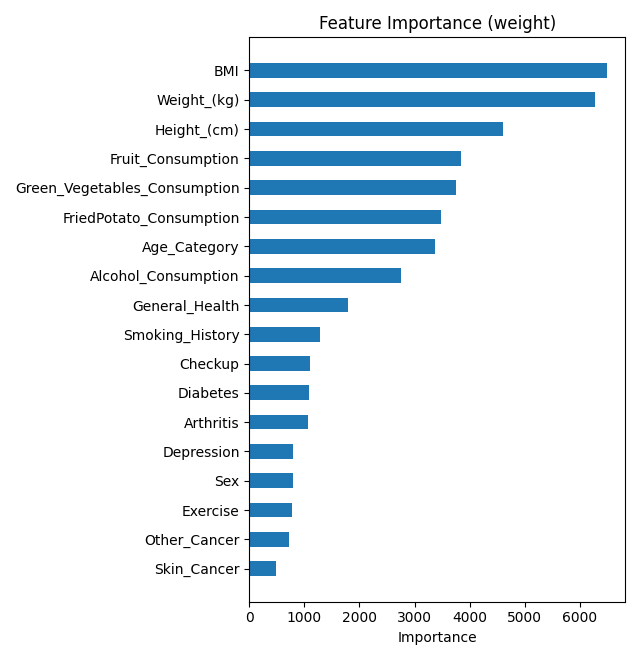 Feature Importance (weight)
BMI
Weight_(kg)
Height_(cm)
Fruit_Consumption
Green_Vegetables_Consumption
FriedPotato_Consumption
Age_Category
Alcohol_Consumption
General_Health
Smoking_History
Checkup
Diabetes
Arthritis
Depression
Sex
Exercise
Other_Cancer
Skin_Cancer
0 1000 2000 3000 4000 5000 6000
Importance